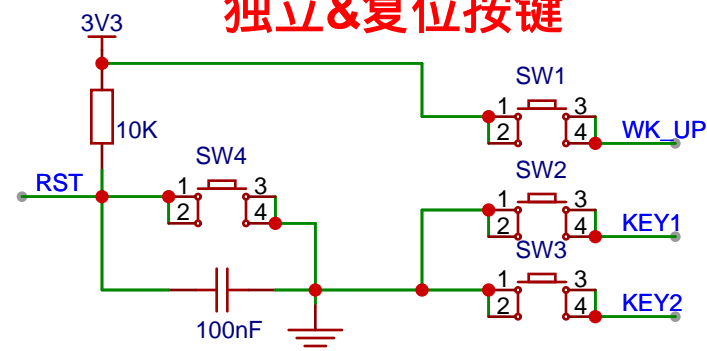 独立&复位按键
3V3
10K
RST
SW4
1 3
2 4
100nF
SW1
1 3
2 4
WK_UP
SW2
1 3
2 4
KEY1
SW3
1 3
2 4
KEY2